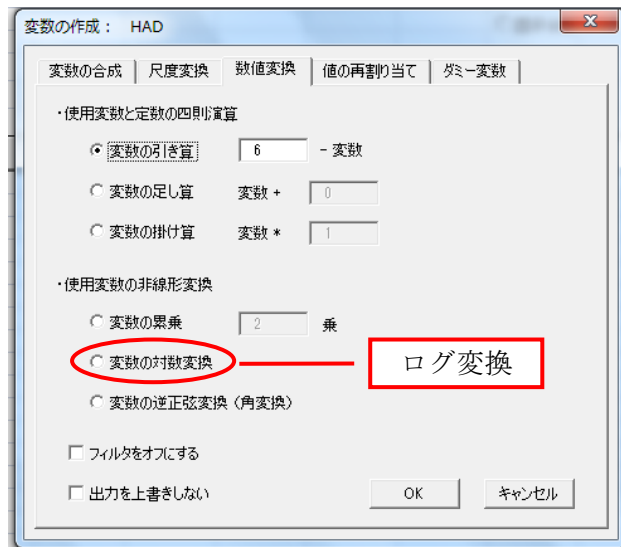 変数の作成： HAD
変数の合成 尺度変換 数値変換 値の再割り当て ダミー変数
・使用変数と定数の四則演算
変数の引き算 6 - 変数
変数の足し算 変数 + 0
変数の掛け算 変数 * 1
・使用変数の非線形変換
変数の累乗 2 乗
変数の対数変換 ログ変換
変数の逆正弦変換（角変換）
フィルタをオフにする
出力を上書きしない OK キャンセル